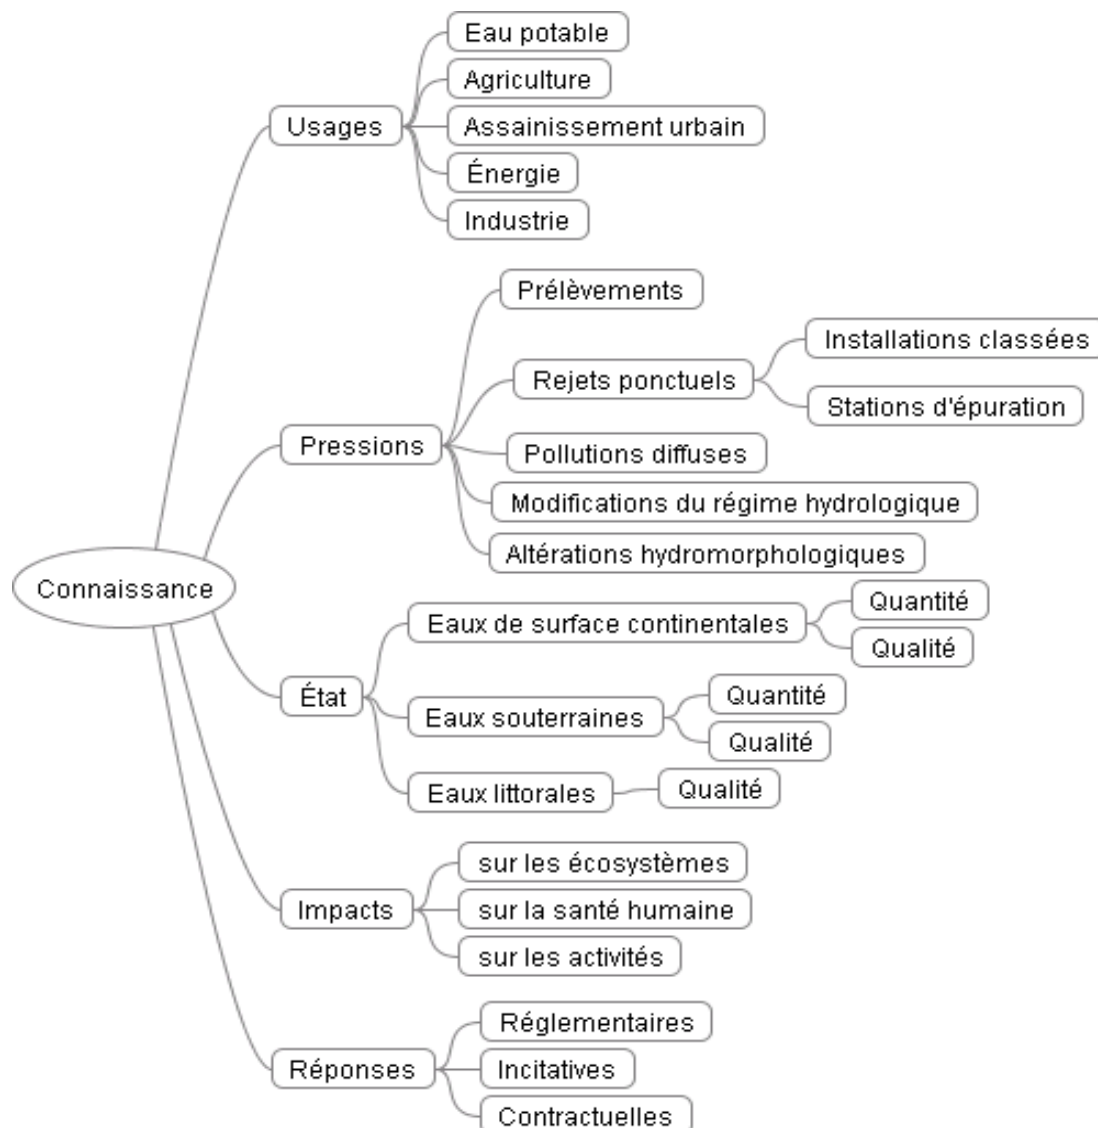 Connaissance
Usages
Eau potable
Agriculture
Assainissement urbain
Énergie
Industrie
Pressions
Prélèvements
Rejets ponctuels
Installations classées
Stations d'épuration
Pollutions diffuses
Modifications du régime hydrologique
Altérations hydromorphologiques
État
Eaux de surface continentales
Quantité
Qualité
Eaux souterraines
Quantité
Qualité
Eaux littorales
Qualité
Impacts
sur les écosystèmes
sur la santé humaine
sur les activités
Réponses
Réglementaires
Incitatives
Contractuelles